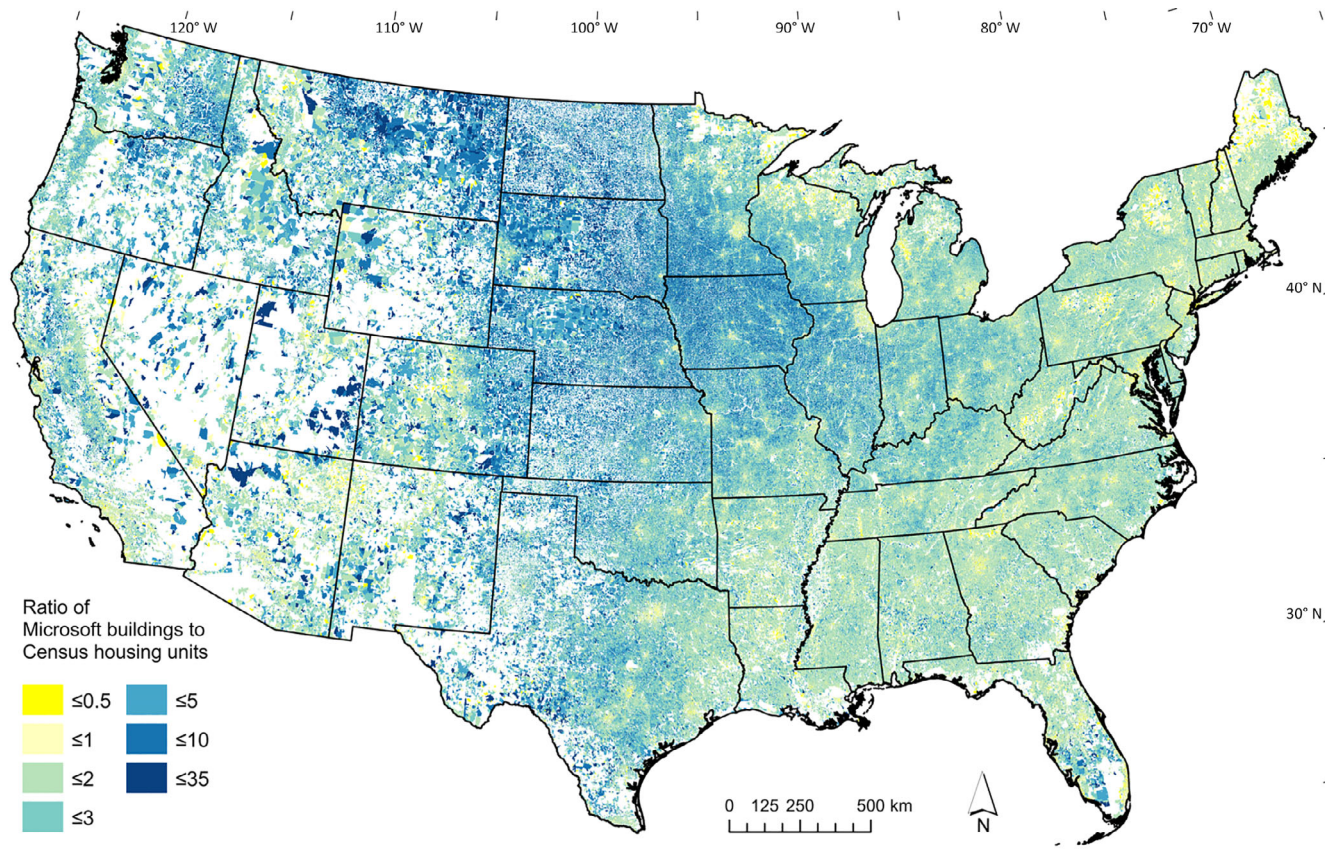 120° W
110° W
100° W
90° W
80° W
70° W
40° N
30° N
Ratio of
Microsoft buildings to
Census housing units
≤0.5
≤5
≤1
≤10
≤2
≤35
≤3
0 125 250 500 km
N